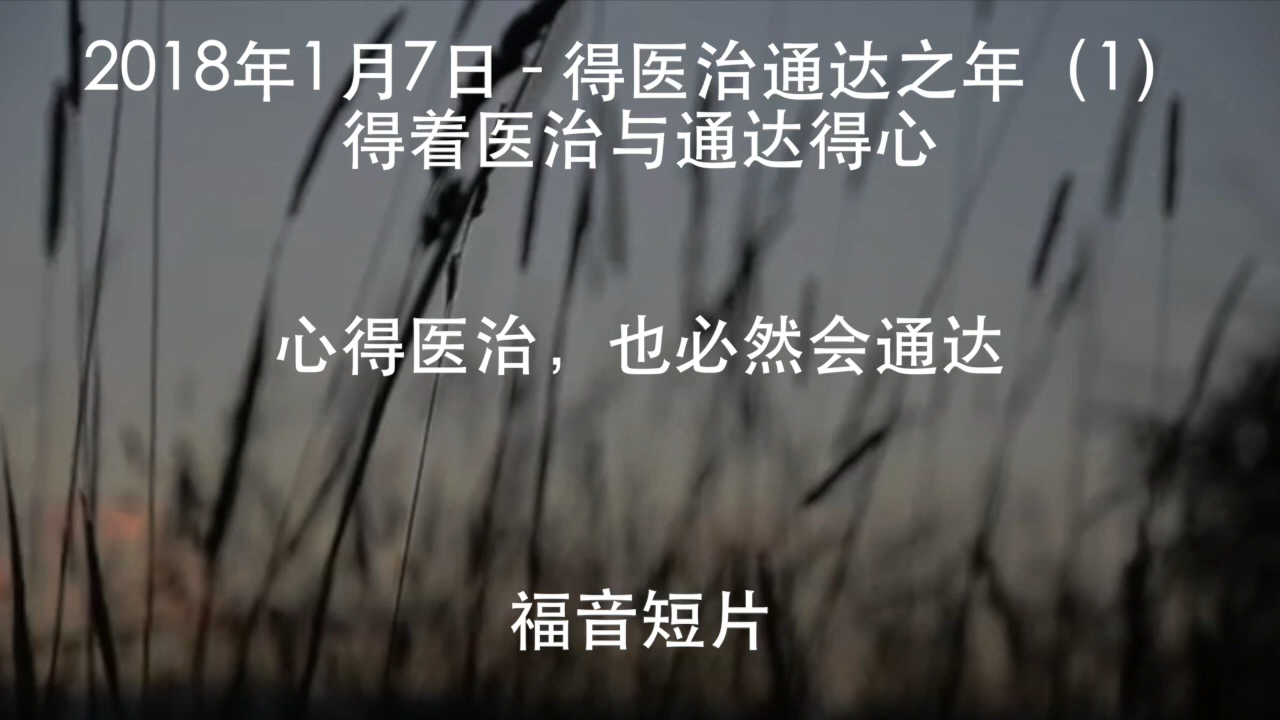 2018年1月7日 - 得医治通达之年（1）
得着医治与通达得心
心得医治，也必然会通达
福音短片